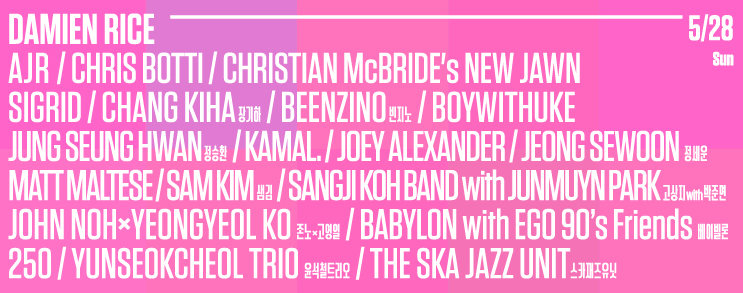 DAMIEN RICE 5/28
Sun
AJR / CHRIS BOTTI / CHRISTIAN McBRIDE's NEW JAWN
SIGRID / CHANG KIHA 장기하 / BEENZINO 빈지노 / BOYWITHUKE
JUNG SEUNG HWAN 정승환 / KAMAL. / JOEY ALEXANDER / JEONG SEWOON 정세운
MATT MALTESE / SAM KIM 샘김 / SANGJI KOH BAND with JUNMUYN PARK 고상지 with 박준면
JOHN NOH×YEONGYEOL KO 존노×고영열 / BABYLON with EGO 90's Friends 베이빌론
250 / YUNSEOKCHEOL TRIO 윤석철트리오 / THE SKA JAZZ UNIT 스카재즈유닛